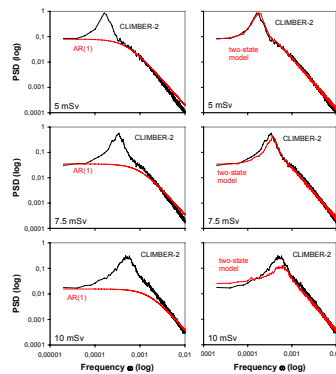 PSD (log)
1
0,1
0,01
0,001
0,0001
CLIMBER-2
AR(1)
5 mSv
CLIMBER-2
two-state
model
5 mSv
PSD (log)
1
0,1
0,01
0,001
0,0001
CLIMBER-2
AR(1)
7.5 mSv
CLIMBER-2
two-state
model
7.5 mSv
PSD (log)
1
0,1
0,01
0,001
0,0001
CLIMBER-2
AR(1)
10 mSv
CLIMBER-2
two-state
model
10 mSv
0,00001 0,0001 0,001 0,01
0001 0,0001 0,001 0,01
Frequency ω (log)
Frequency ω (log)